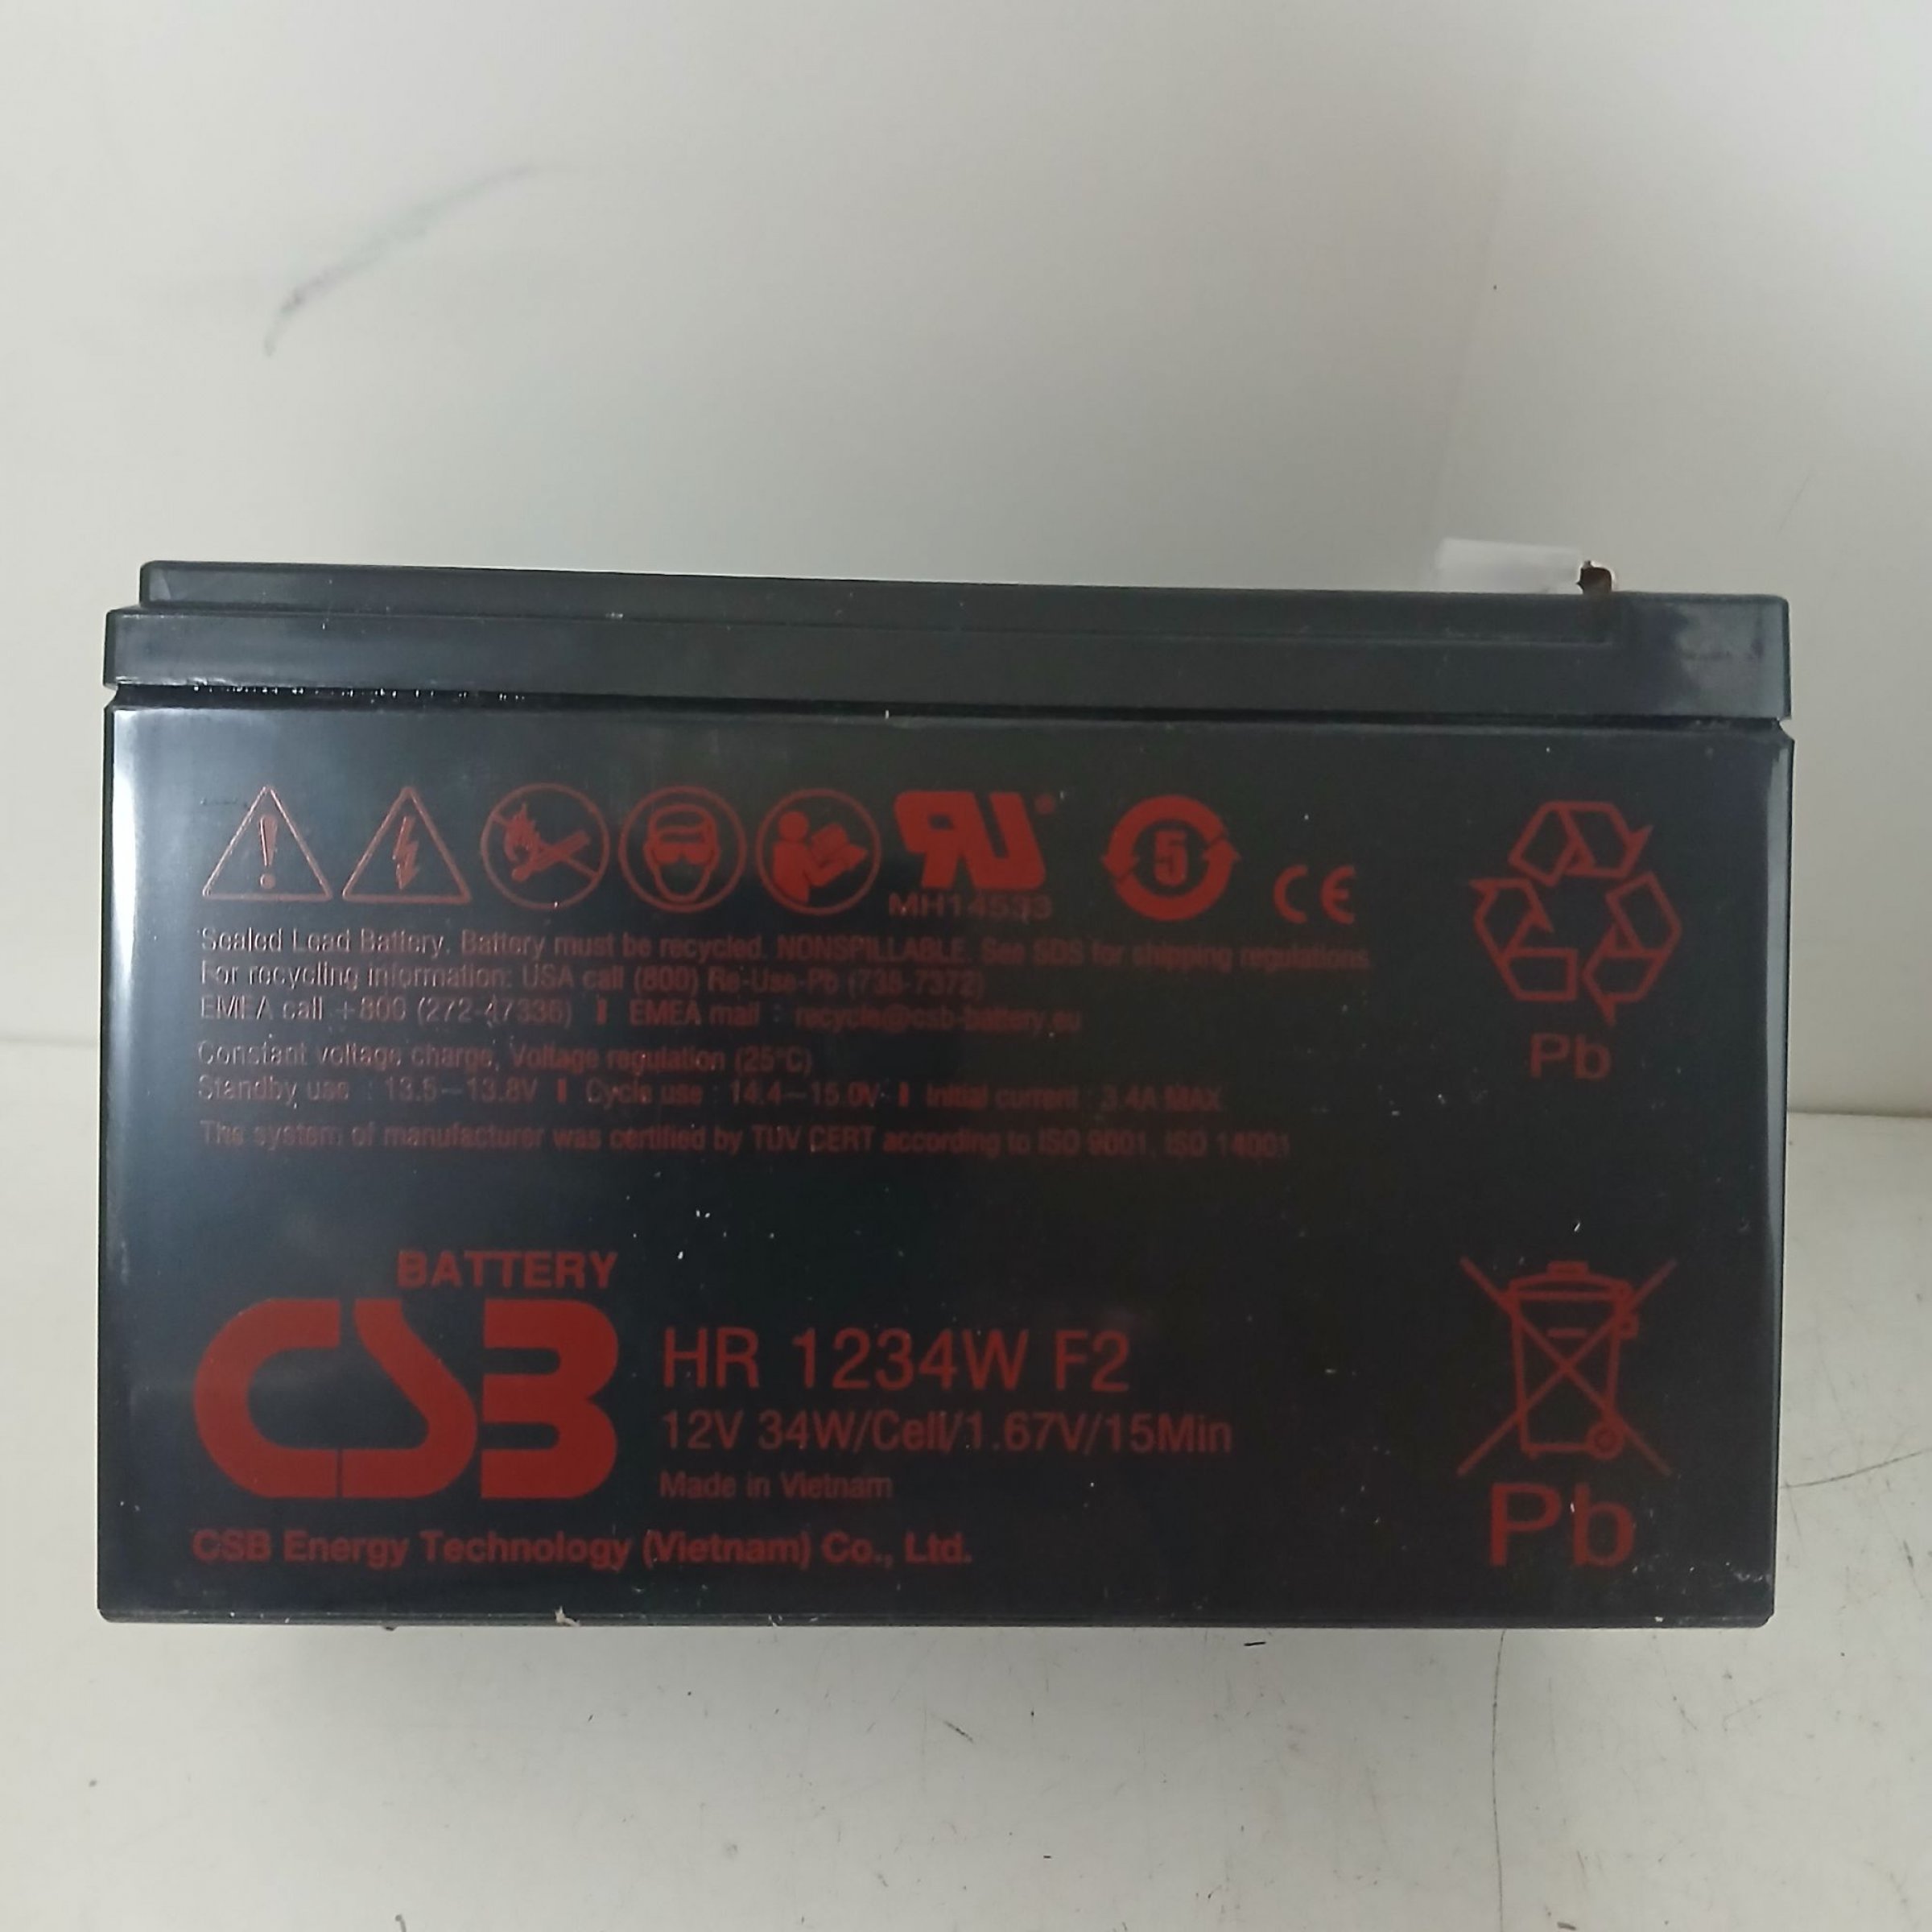 MH14533
5
CE
Sealed Lead Battery. Battery must be recycled. NONSPILLABLE. See SDS for shipping regulations.
For recycling information: USA call (800) Re-Use-Pb (738-7372)
EMEA call +800 (272-47336) | EMEA mail : recycle@csb-battery.eu
Constant voltage charge, Voltage regulation (25°C)
Standby use : 13.5~13.8V | Cycle use : 14.4~15.0V | Initial current : 3.4A MAX
The system of manufacturer was certified by TUV CERT according to ISO 9001, ISO 14001
Pb
BATTERY
CSB
HR 1234W F2
12V 34W/Cell/1.67V/15Min
Made in Vietnam
CSB Energy Technology (Vietnam) Co., Ltd.
Pb